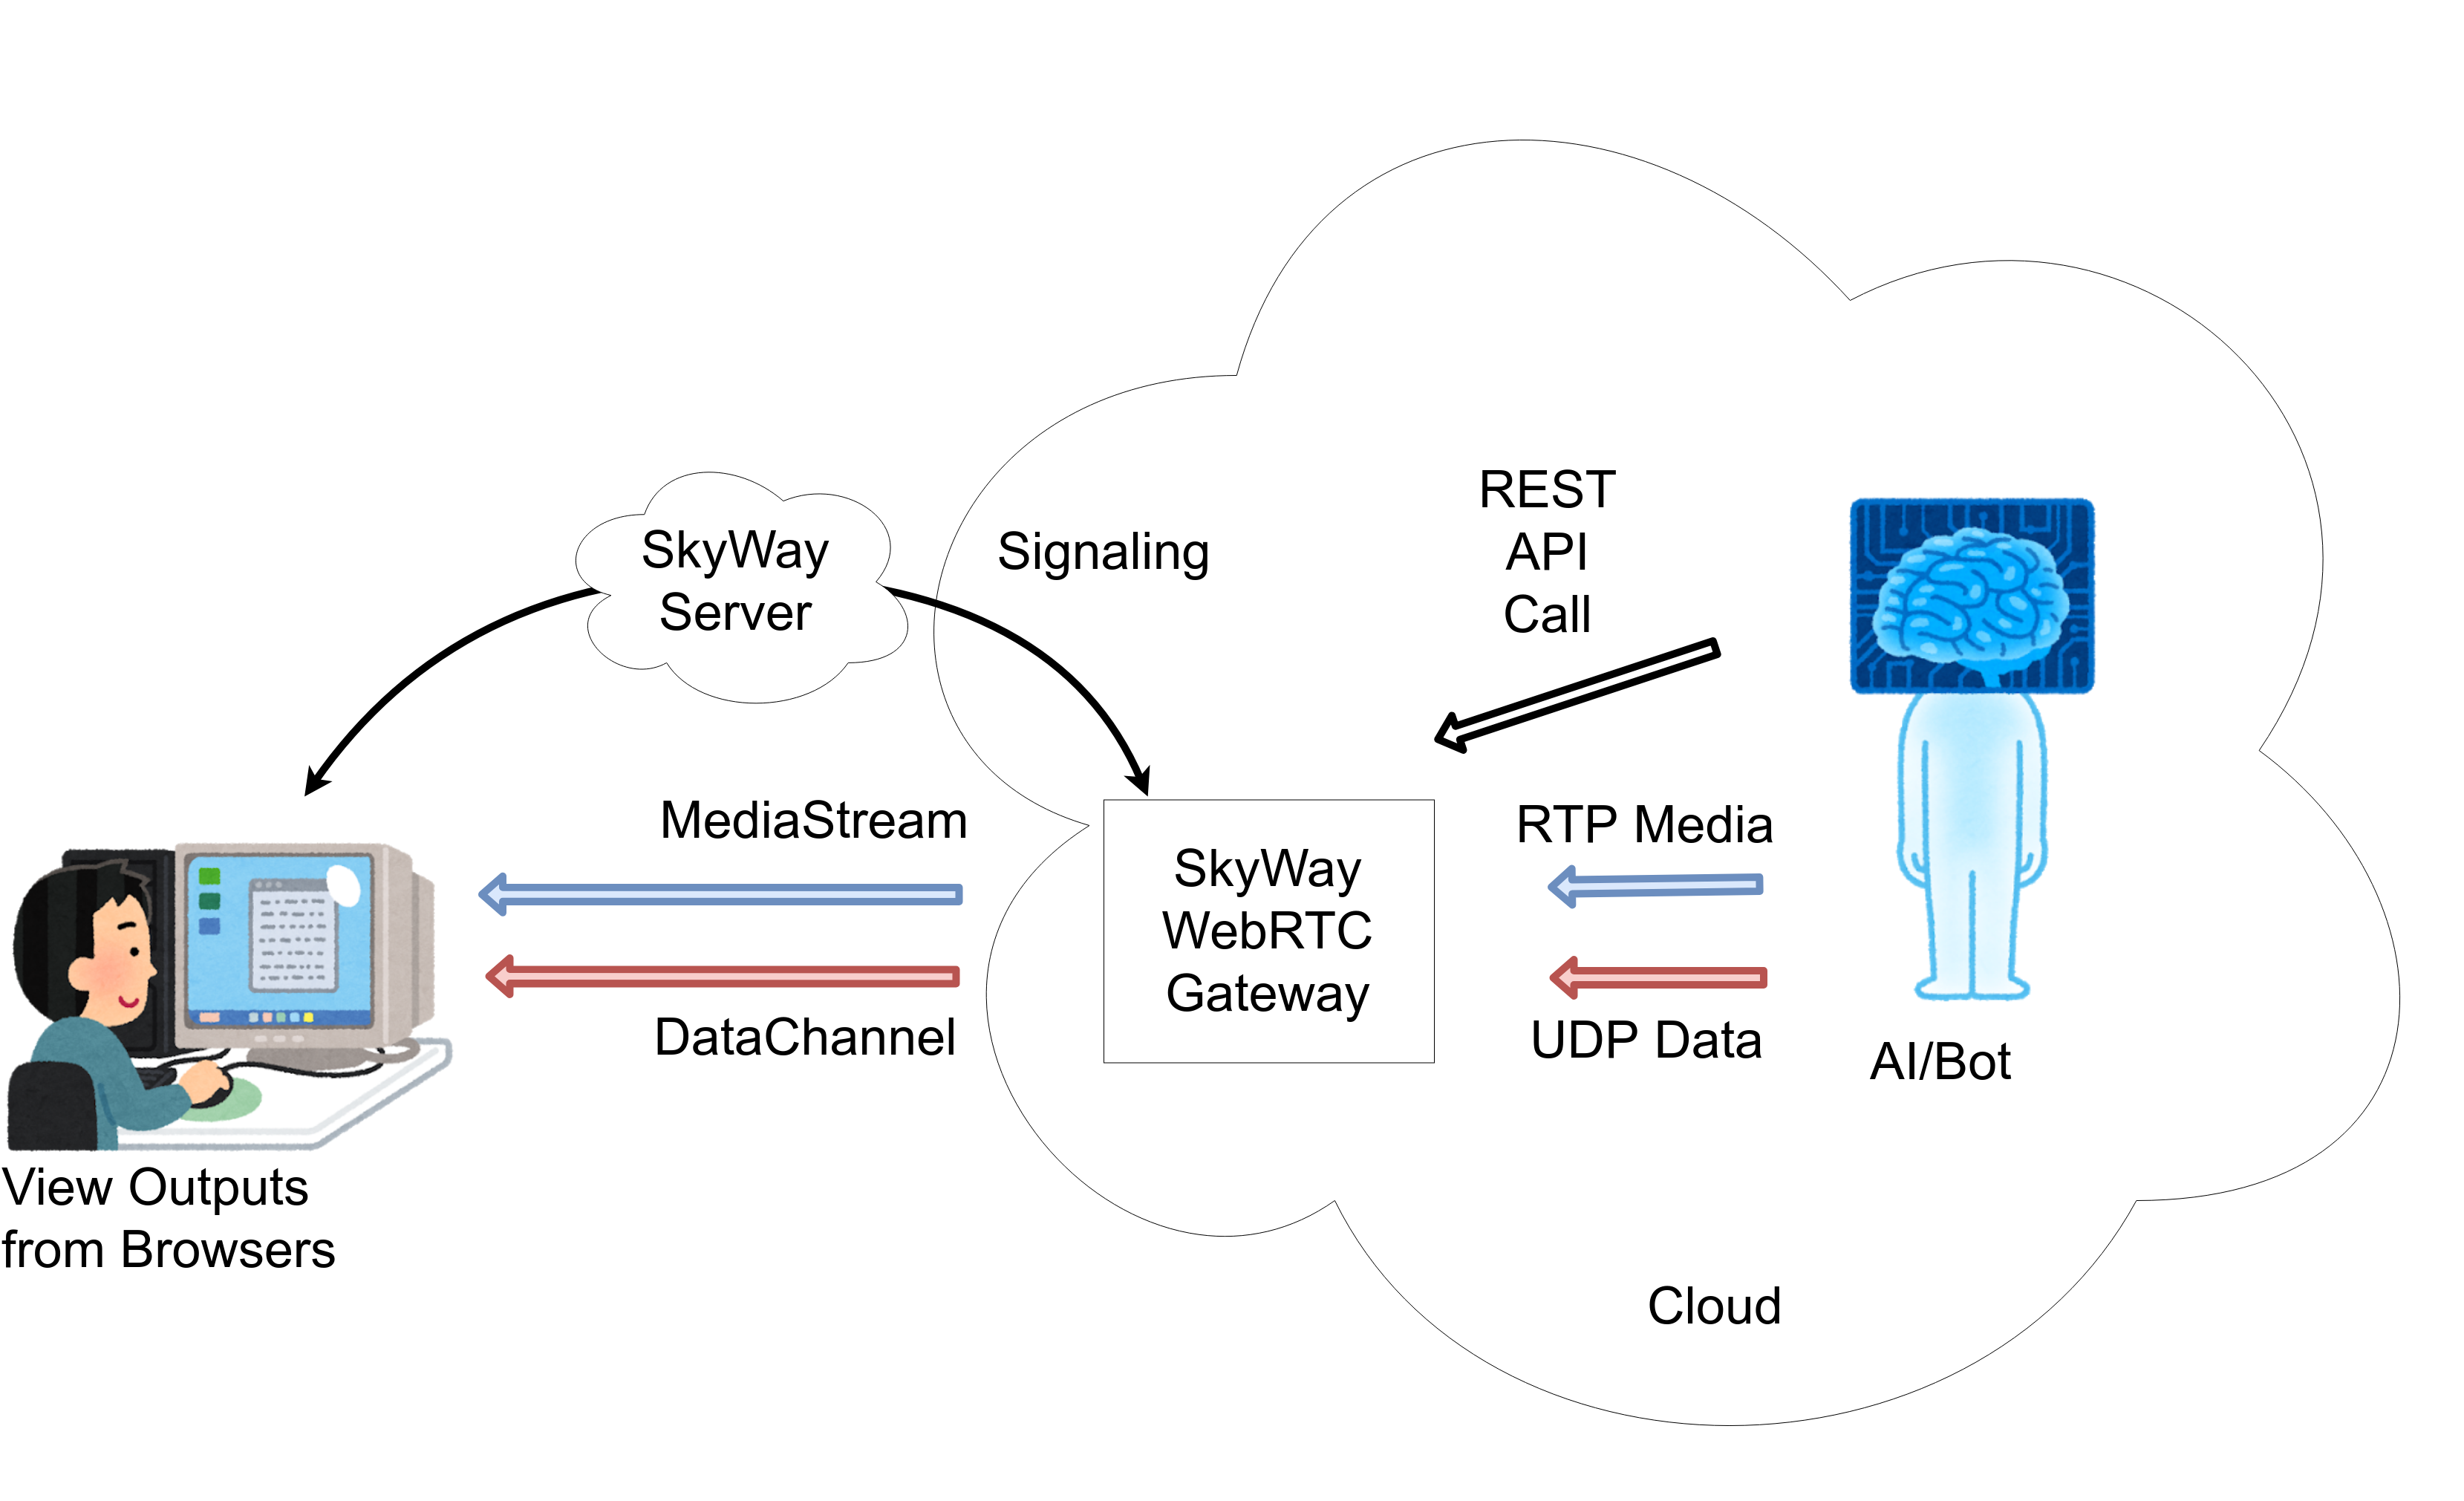 SkyWay
Server
Signaling
REST
API
Call
MediaStream
DataChannel
SkyWay
WebRTC
Gateway
RTP Media
UDP Data
AI/Bot
View Outputs
from Browsers
Cloud